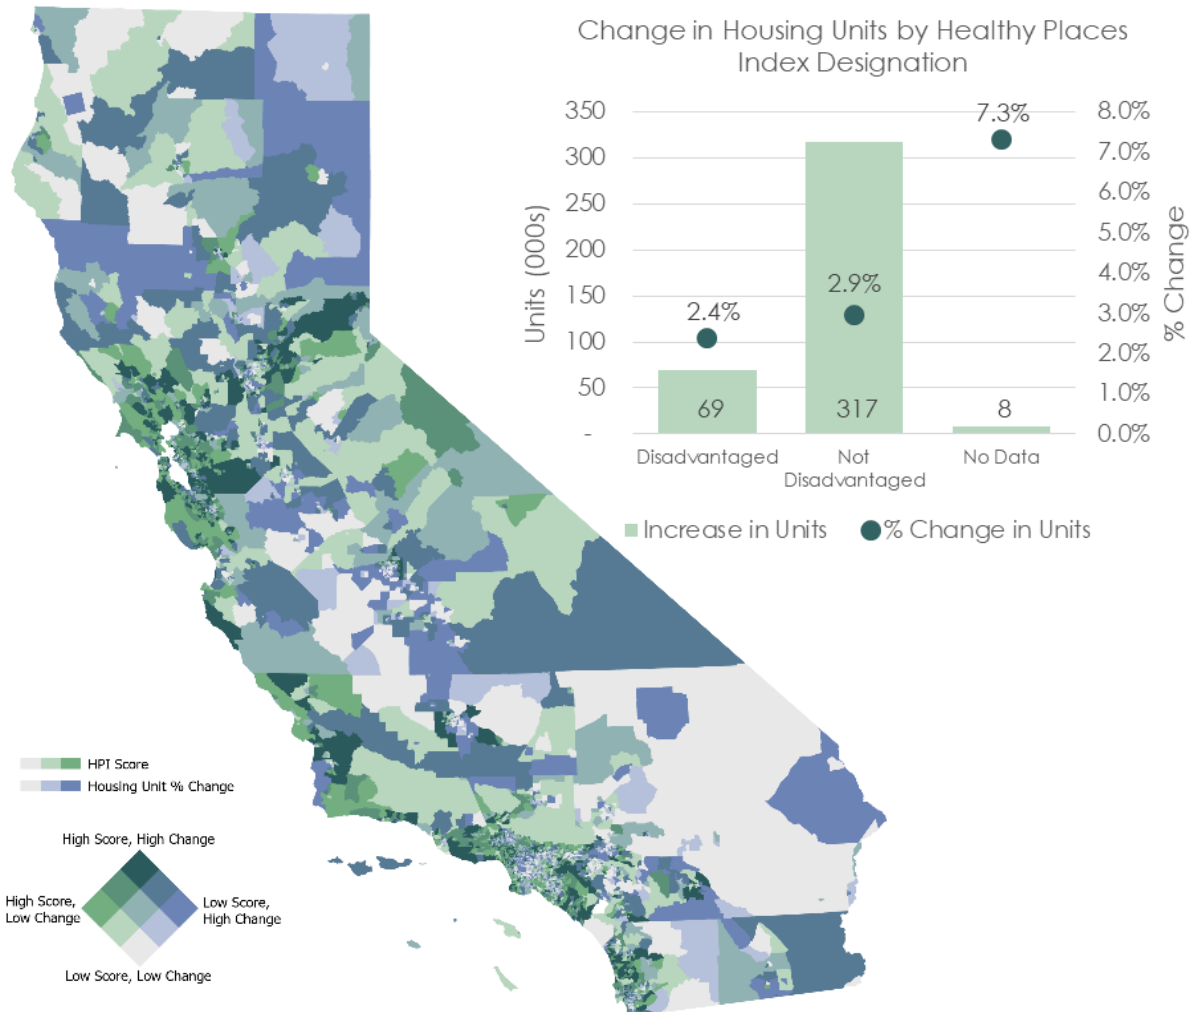 Change in Housing Units by Healthy Places
Index Designation
350
300
250
200
150
100
50
-
Units (000s)
8.0%
7.0%
6.0%
5.0%
4.0%
3.0%
2.0%
1.0%
0.0%
% Change
2.4%
2.9%
7.3%
69
317
8
Disadvantaged
Not
Disadvantaged
No Data
Increase in Units
% Change in Units
HPI Score
Housing Unit % Change
High Score, High Change
High Score,
Low Change
Low Score,
High Change
Low Score, Low Change